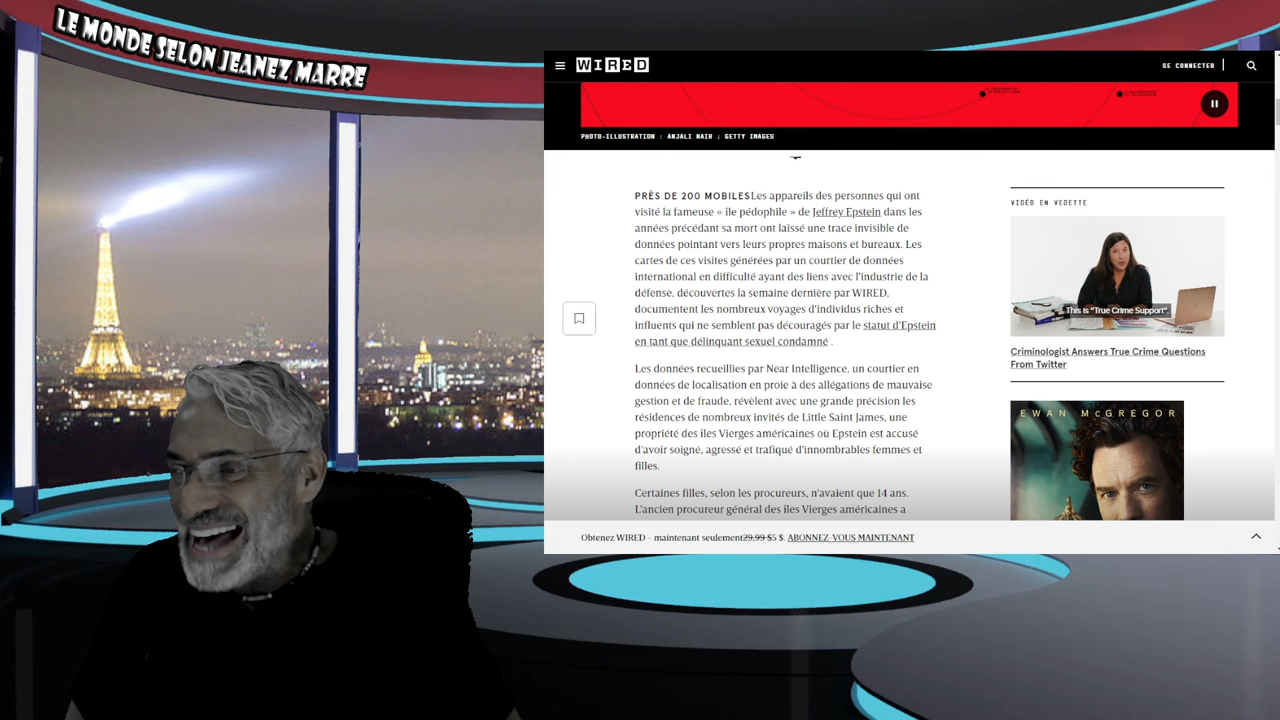 LE MONDE SELON JEANEZ MARRE
WIRED
SE CONNECTER
PHOTO-ILLUSTRATION : ANJALI NAIR ; GETTY IMAGES
PRÈS DE 200 MOBILESLes appareils des personnes qui ont
visité la fameuse « île pédophile » de Jeffrey Epstein dans les
années précédant sa mort ont laissé une trace invisible de
données pointant vers leurs propres maisons et bureaux. Les
cartes de ces visites générées par un courtier de données
international en difficulté ayant des liens avec l'industrie de la
défense, découvertes la semaine dernière par WIRED,
documentent les nombreux voyages d'individus riches et
influents qui ne semblent pas découragés par le statut d'Epstein
en tant que délinquant sexuel condamné .
Les données recueillies par Near Intelligence, un courtier en
données de localisation en proie à des allégations de mauvaise
gestion et de fraude, révèlent avec une grande précision les
résidences de nombreux invités de Little Saint James, une
propriété des îles Vierges américaines où Epstein est accusé
d'avoir soigné, agressé et trafiqué d'innombrables femmes et
filles.
Certaines filles, selon les procureurs, n'avaient que 14 ans.
L'ancien procureur général des îles Vierges américaines a
VIDÉO EN VEDETTE
This is "True Crime Support".
Criminologist Answers True Crime Questions
From Twitter
EWAN McGREGOR
Obtenez WIRED – maintenant seulement29,99 $5 $. ABONNEZ-VOUS MAINTENANT